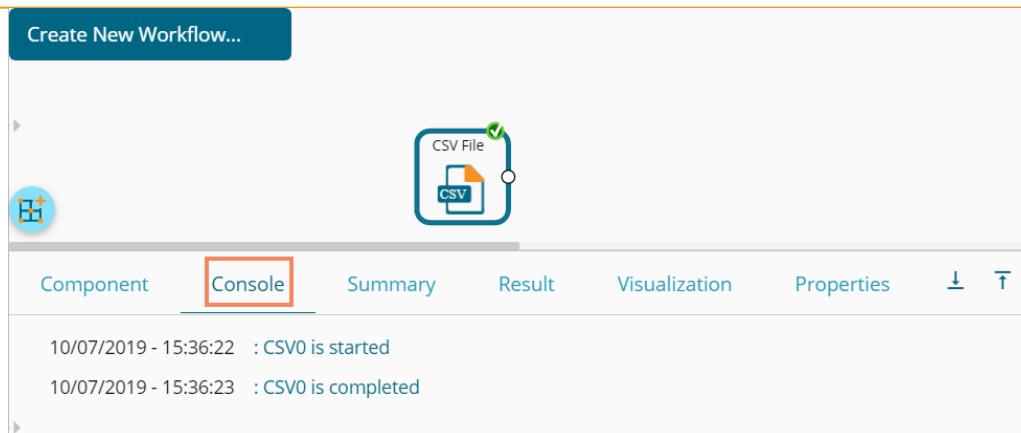 Create New Workflow...
CSV File
CSV
Component Console Summary Result Visualization Properties
10/07/2019 - 15:36:22 : CSV0 is started
10/07/2019 - 15:36:23 : CSV0 is completed